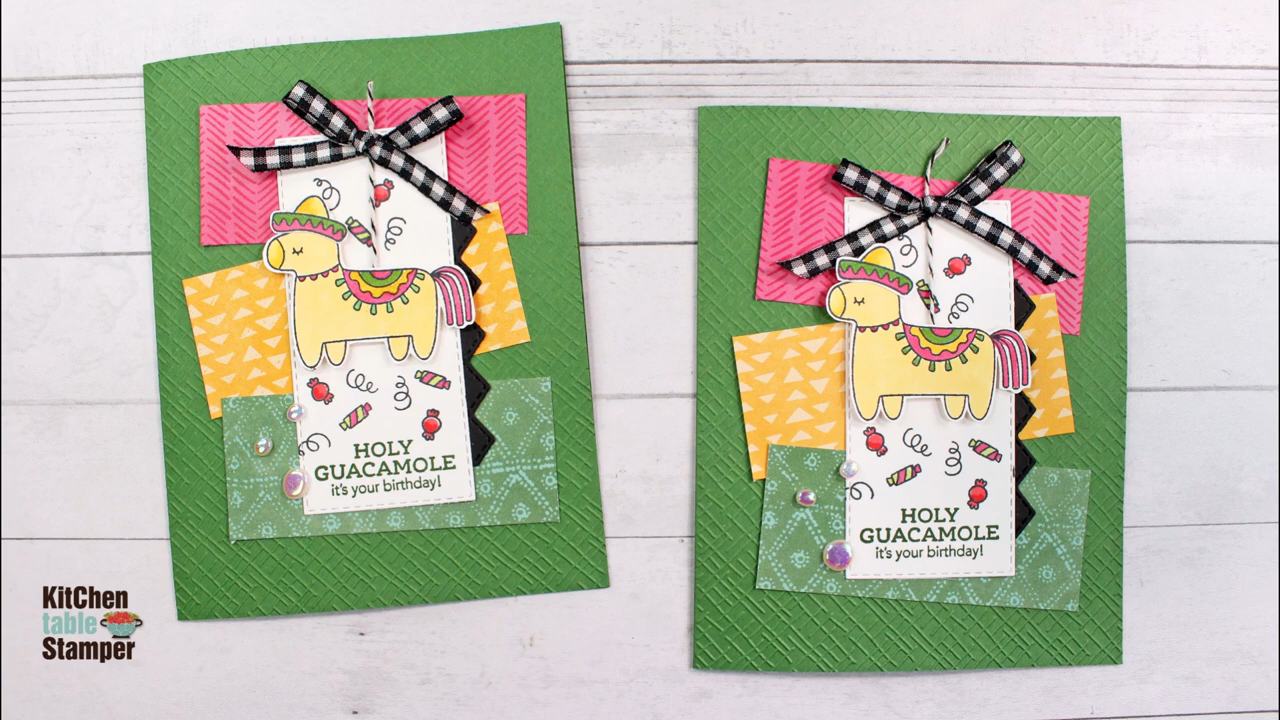 HOLY
GUACAMOLE
it's your birthday!
HOLY
GUACAMOLE
it's your birthday!
KitChen
table
Stamper